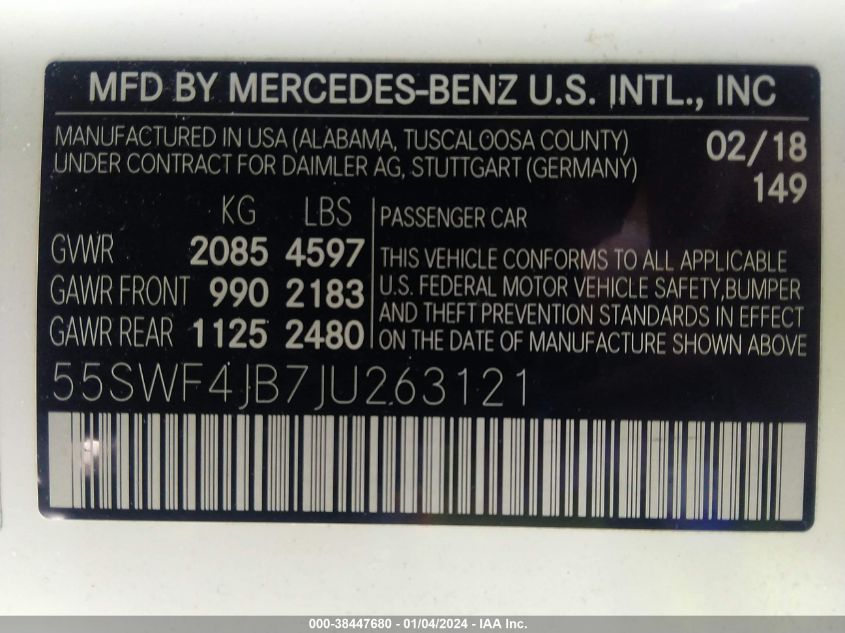 MFD BY MERCEDES-BENZ U.S. INTL., INC
MANUFACTURED IN USA (ALABAMA, TUSCALOOSA COUNTY)
UNDER CONTRACT FOR DAIMLER AG, STUTTGART (GERMANY)
02/18
149
KG LBS
GVWR 2085 4597
GAWR FRONT 990 2183
GAWR REAR 1125 2480
PASSENGER CAR
THIS VEHICLE CONFORMS TO ALL APPLICABLE
U.S. FEDERAL MOTOR VEHICLE SAFETY,BUMPER
AND THEFT PREVENTION STANDARDS IN EFFECT
ON THE DATE OF MANUFACTURE SHOWN ABOVE
55SWF4JB7JU263121
000-38447680 - 01/04/2024 - IAA Inc.